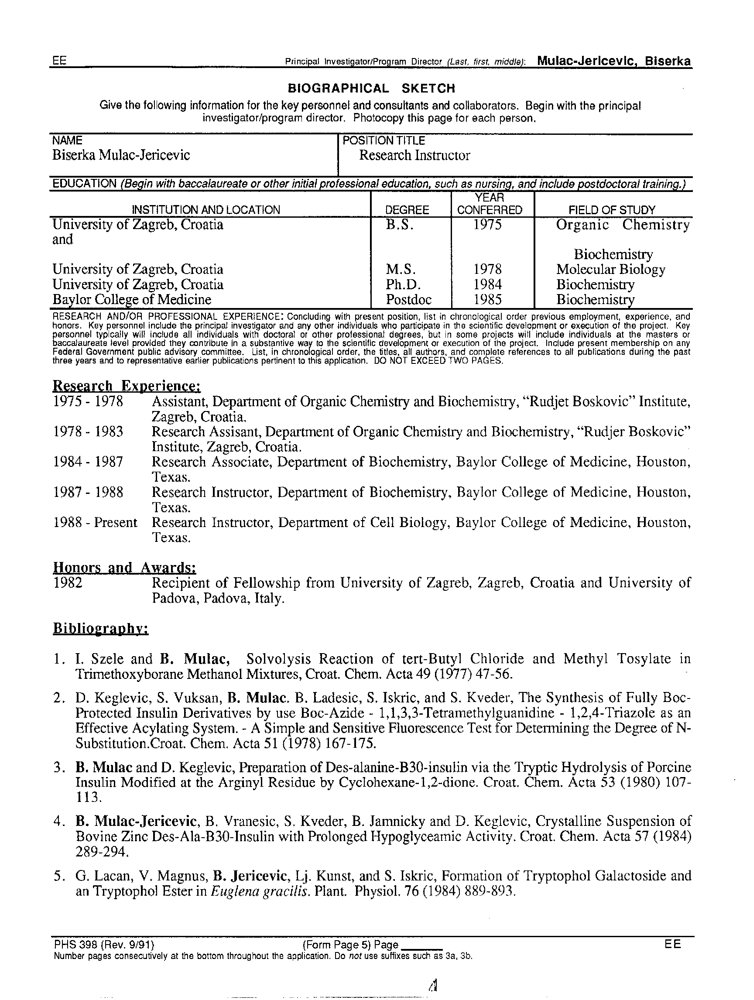 EE Principal Investigator/Program Director (Last, first, middle): Mulac-Jericevic, Biserka
BIOGRAPHICAL SKETCH
Give the following information for the key personnel and consultants and collaborators. Begin with the principal
investigator/program director. Photocopy this page for each person.
NAME POSITION TITLE
Biserka Mulac-Jericevic Research Instructor
EDUCATION (Begin with baccalaureate or other initial professional education, such as nursing, and include postdoctoral training.)
INSTITUTION AND LOCATION DEGREE YEAR CONFERRED FIELD OF STUDY
University of Zagreb, Croatia B.S. 1975 Organic Chemistry
and
Biochemistry
University of Zagreb, Croatia M.S. 1978 Molecular Biology
University of Zagreb, Croatia Ph.D. 1984 Biochemistry
Baylor College of Medicine Postdoc 1985 Biochemistry
RESEARCH AND/OR PROFESSIONAL EXPERIENCE: Concluding with present position, list in chronological order previous employment, experience, and
honors. Key personnel include the principal investigator and any other individuals who participate in the scientific development or execution of the project. Key
personnel typically will include all individuals with doctoral or other professional degrees, but in some projects will include individuals at the masters or
baccalaureate level provided they contribute in a substantive way to the scientific development or execution of the project. Include present membership on any
Federal Government public advisory committee. List, in chronological order, the titles, all authors, and complete references to all publications during the past
three years and to representative earlier publications pertinent to this application. DO NOT EXCEED TWO PAGES.
Research Experience:
1975 - 1978 Assistant, Department of Organic Chemistry and Biochemistry, “Rudjet Boskovic” Institute,
Zagreb, Croatia.
1978 - 1983 Research Assisant, Department of Organic Chemistry and Biochemistry, “Rudjer Boskovic”
Institute, Zagreb, Croatia.
1984 - 1987 Research Associate, Department of Biochemistry, Baylor College of Medicine, Houston,
Texas.
1987 - 1988 Research Instructor, Department of Biochemistry, Baylor College of Medicine, Houston,
Texas.
1988 - Present Research Instructor, Department of Cell Biology, Baylor College of Medicine, Houston,
Texas.
Honors and Awards:
1982 Recipient of Fellowship from University of Zagreb, Zagreb, Croatia and University of
Padova, Padova, Italy.
Bibliography:
1. I. Szele and B. Mulac, Solvolysis Reaction of tert-Butyl Chloride and Methyl Tosylate in
Trimethoxyborane Methanol Mixtures, Croat. Chem. Acta 49 (1977) 47-56.
2. D. Keglevic, S. Vuksan, B. Mulac. B. Ladesic, S. Iskric, and S. Kveder, The Synthesis of Fully Boc-
Protected Insulin Derivatives by use Boc-Azide - 1,1,3,3-Tetramethylguanidine - 1,2,4-Triazole as an
Effective Acylating System. - A Simple and Sensitive Fluorescence Test for Determining the Degree of N-
Substitution.Croat. Chem. Acta 51 (1978) 167-175.
3. B. Mulac and D. Keglevic, Preparation of Des-alanine-B30-insulin via the Tryptic Hydrolysis of Porcine
Insulin Modified at the Arginyl Residue by Cyclohexane-1,2-dione. Croat. Chem. Acta 53 (1980) 107-
113.
4. B. Mulac-Jericevic, B. Vranesic, S. Kveder, B. Jamnicky and D. Keglevic, Crystalline Suspension of
Bovine Zinc Des-Ala-B30-Insulin with Prolonged Hypoglyceamic Activity. Croat. Chem. Acta 57 (1984)
289-294.
5. G. Lacan, V. Magnus, B. Jericevic, Lj. Kunst, and S. Iskric, Formation of Tryptophol Galactoside and
an Tryptophol Ester in Euglena gracilis. Plant. Physiol. 76 (1984) 889-893.
PHS 398 (Rev. 9/91) (Form Page 5) Page ______ EE
Number pages consecutively at the bottom throughout the application. Do not use suffixes such as 3a, 3b.